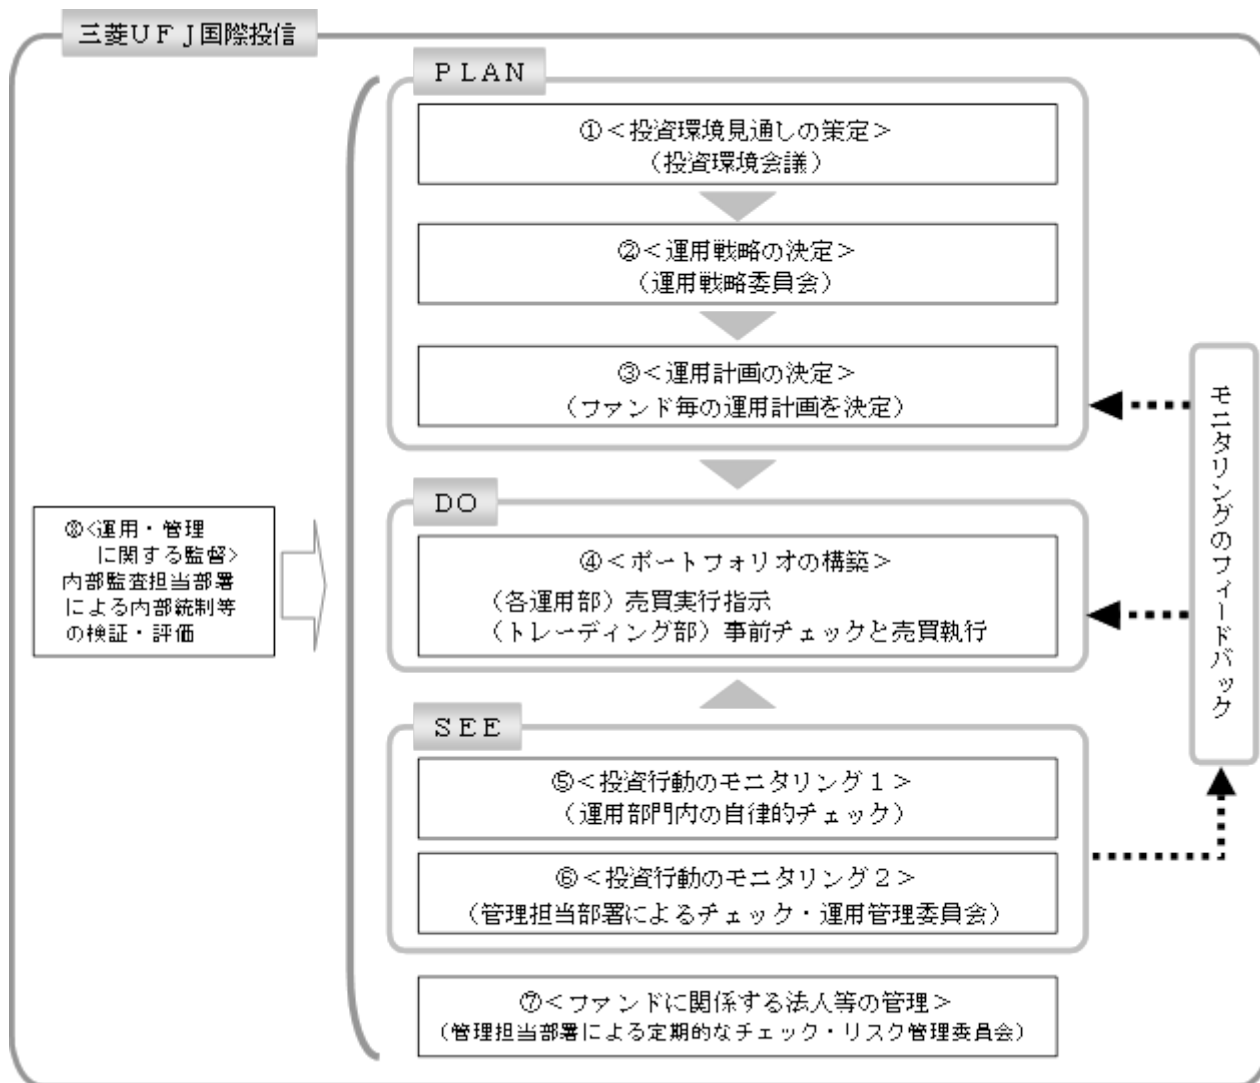 三菱ＵＦＪ国際投信
ＰＬＡＮ
①＜投資環境見通しの策定＞
（投資環境会議）
②＜運用戦略の決定＞
（運用戦略委員会）
③＜運用計画の決定＞
（ファンド毎の運用計画を決定）
ＤＯ
④＜ポートフォリオの構築＞
（各運用部）売買実行指示
（トレーディング部）事前チェックと売買執行
ＳＥＥ
⑤＜投資行動のモニタリング１＞
（運用部門内の自律的チェック）
⑥＜投資行動のモニタリング２＞
（管理担当部署によるチェック・運用管理委員会）
⑦＜ファンドに関係する法人等の管理＞
（管理担当部署による定期的なチェック・リスク管理委員会）
⑧＜運用・管理
に関する監督＞
内部監査担当部署
による内部統制等
の検証・評価
モニタリングのフィードバック